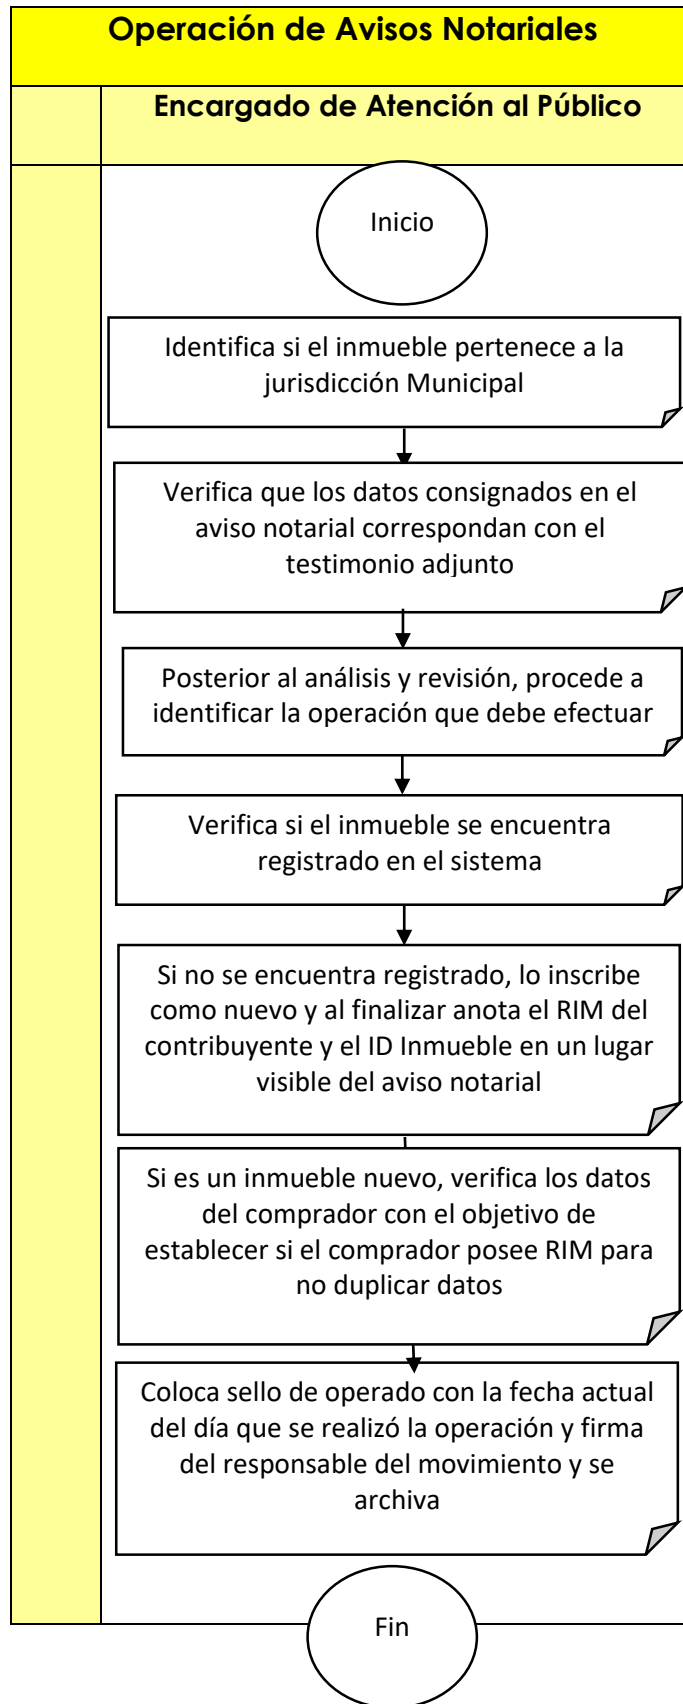 Operación de Avisos Notariales
Encargado de Atención al Público
Inicio
Identifica si el inmueble pertenece a la
jurisdicción Municipal
Verifica que los datos consignados en el
aviso notarial correspondan con el
testimonio adjunto
Posterior al análisis y revisión, procede a
identificar la operación que debe efectuar
Verifica si el inmueble se encuentra
registrado en el sistema
Si no se encuentra registrado, lo inscribe
como nuevo y al finalizar anota el RIM del
contribuyente y el ID Inmueble en un lugar
visible del aviso notarial
Si es un inmueble nuevo, verifica los datos
del comprador con el objetivo de
establecer si el comprador posee RIM para
no duplicar datos
Coloca sello de operado con la fecha actual
del día que se realizó la operación y firma
del responsable del movimiento y se
archiva
Fin